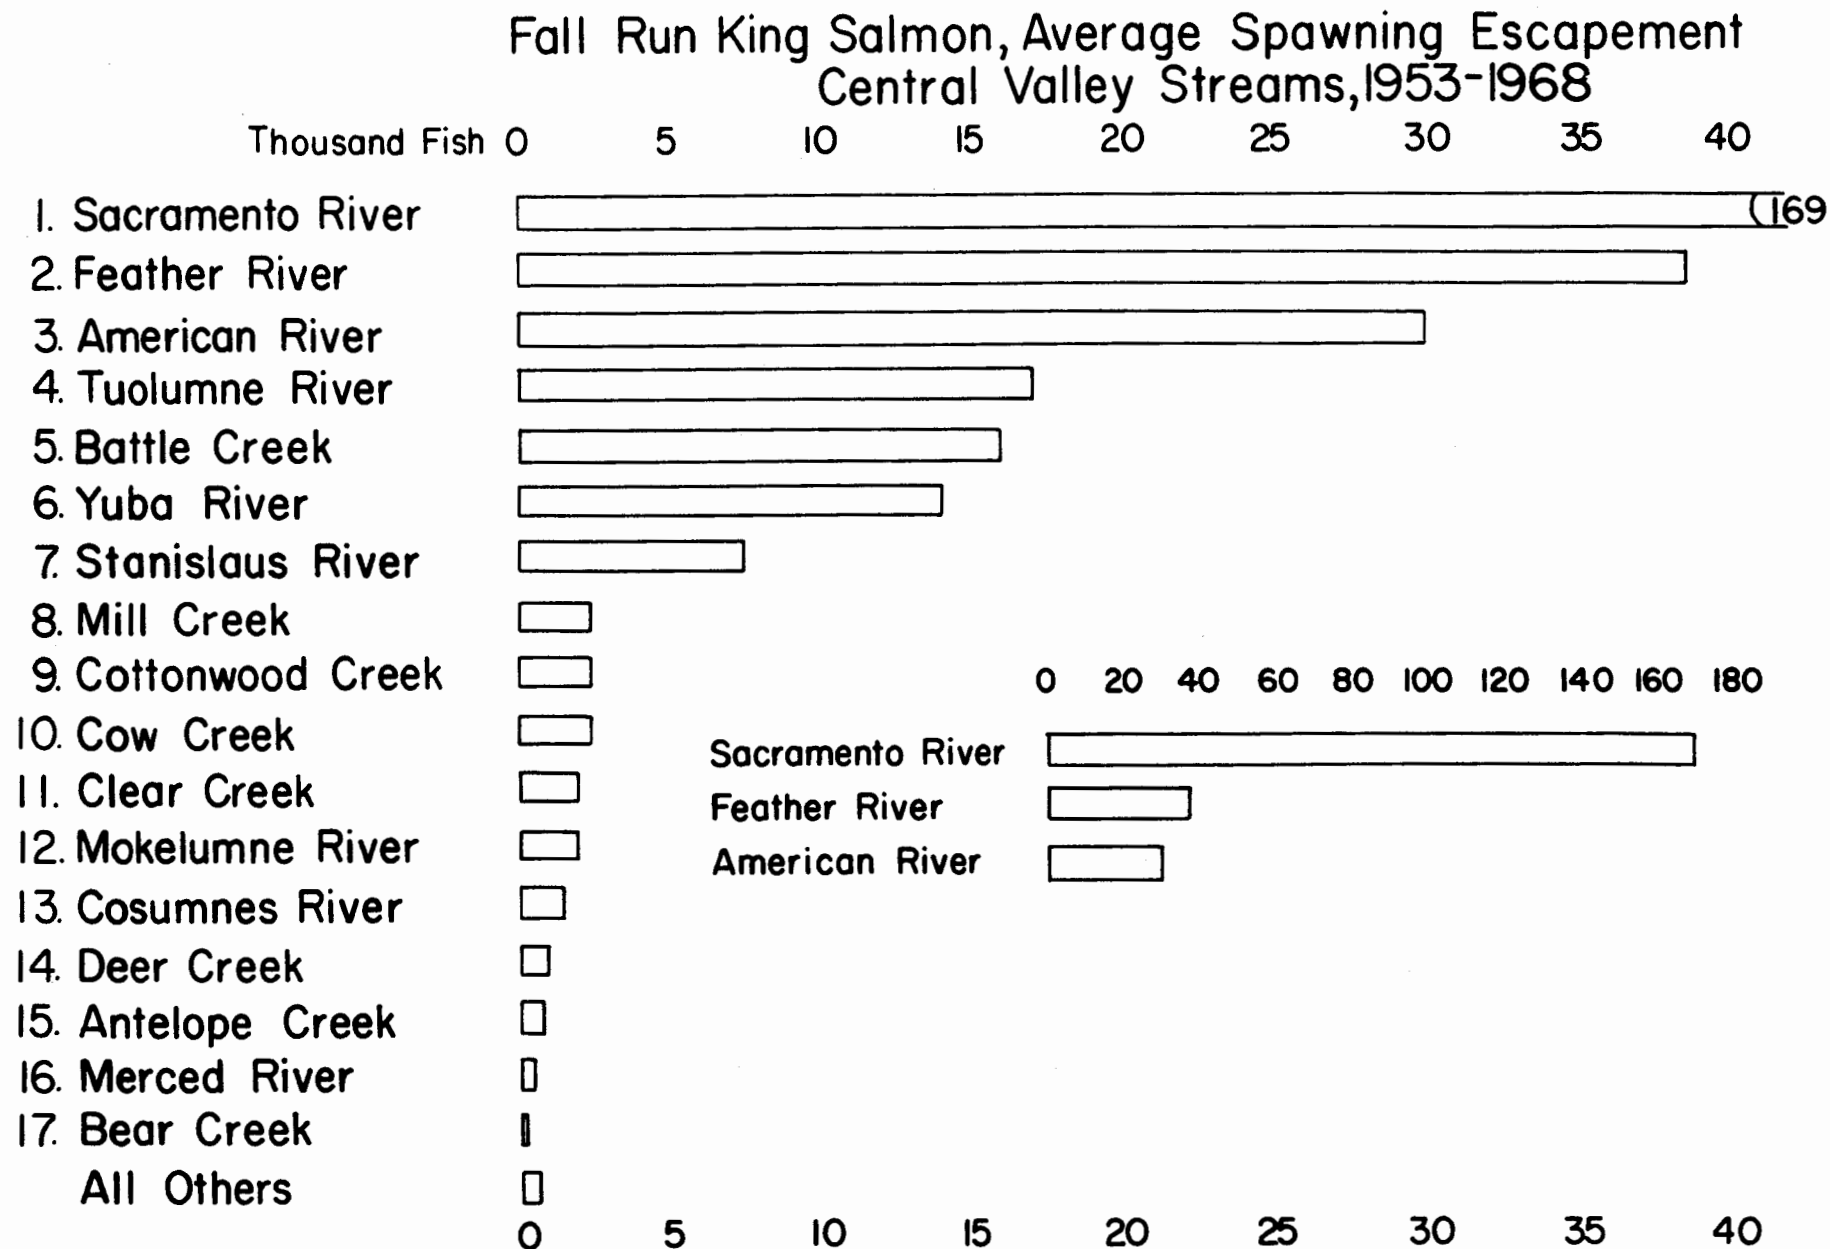 Fall Run King Salmon, Average Spawning Escapement
Central Valley Streams, 1953-1968
Thousand Fish 0 5 10 15 20 25 30 35 40
1. Sacramento River 169
2. Feather River
3. American River
4. Tuolumne River
5. Battle Creek
6. Yuba River
7. Stanislaus River
8. Mill Creek
9. Cottonwood Creek
10. Cow Creek
11. Clear Creek
12. Mokelumne River
13. Cosumnes River
14. Deer Creek
15. Antelope Creek
16. Merced River
17. Bear Creek
All Others
0 5 10 15 20 25 30 35 40
0 20 40 60 80 100 120 140 160 180
Sacramento River
Feather River
American River